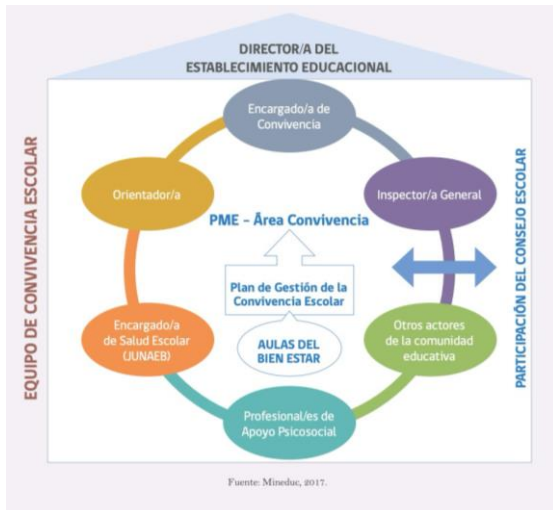 DIRECTOR/A DEL
ESTABLECIMIENTO EDUCACIONAL
EQUIPO DE CONVIVENCIA ESCOLAR
Encargado/a de
Convivencia
Orientador/a
Inspector/a General
PME – Área Convivencia
Plan de Gestión de la
Convivencia Escolar
AULAS DEL
BIEN ESTAR
Encargado/a
de Salud Escolar
(JUNAEB)
Otros actores
de la comunidad
educativa
Profesional/es de
Apoyo Psicosocial
PARTICIPACIÓN DEL CONSEJO ESCOLAR
Fuente: Mineduc, 2017.